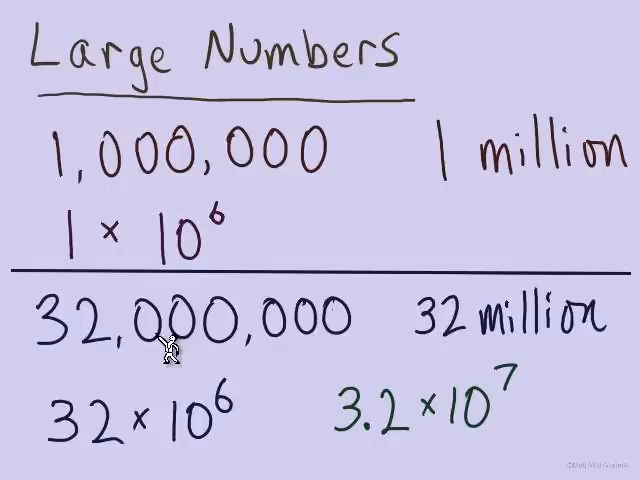 Large Numbers
1,000,000 1 million
1 × 10⁶
32,000,000 32 million
32 × 10⁶ 3.2 × 10⁷